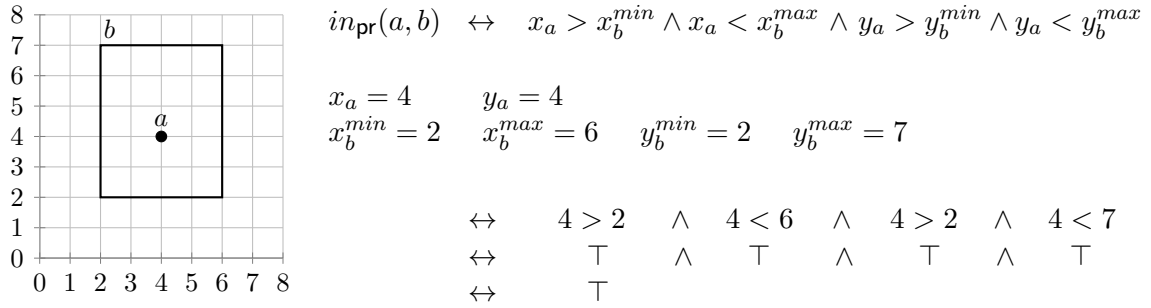 8
7
6
5
4
3
2
1
0
0 1 2 3 4 5 6 7 8
b
a
in_pr(a, b) ↔ x_a > x_b^min ∧ x_a < x_b^max ∧ y_a > y_b^min ∧ y_a < y_b^max
x_a = 4 y_a = 4
x_b^min = 2 x_b^max = 6 y_b^min = 2 y_b^max = 7
↔ 4 > 2 ∧ 4 < 6 ∧ 4 > 2 ∧ 4 < 7
↔ ⊤ ∧ ⊤ ∧ ⊤ ∧ ⊤
↔ ⊤